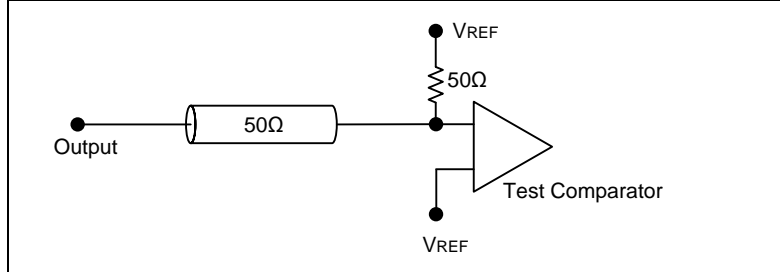 VREF
50Ω
50Ω
Output
Test Comparator
VREF